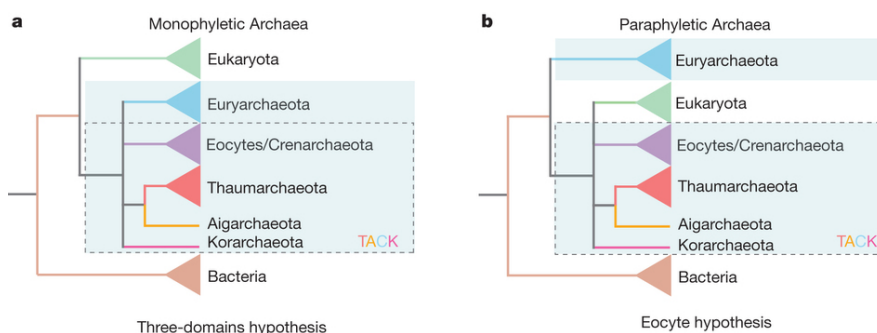 a
Monophyletic Archaea
Eukaryota
Euryarchaeota
Eocytes/Crenarchaeota
Thaumarchaeota
Aigarchaeota
Korarchaeota
TACK
Bacteria
Three-domains hypothesis
b
Paraphyletic Archaea
Euryarchaeota
Eukaryota
Eocytes/Crenarchaeota
Thaumarchaeota
Aigarchaeota
Korarchaeota
TACK
Bacteria
Eocyte hypothesis